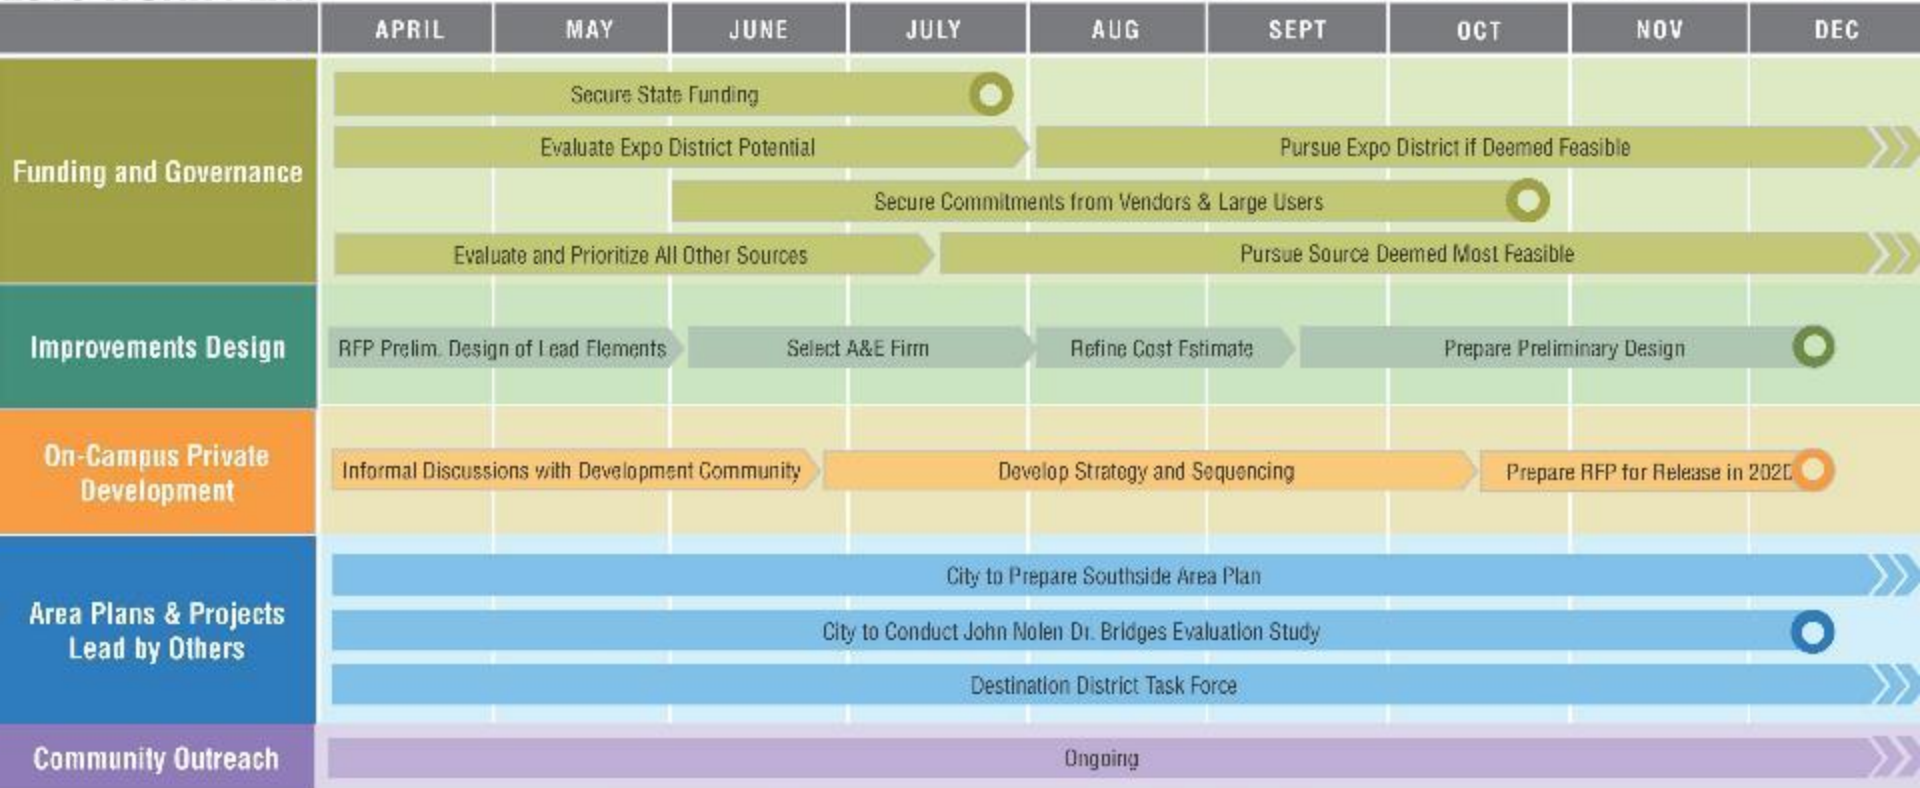 APRIL MAY JUNE JULY AUG SEPT OCT NOV DEC
Funding and Governance
Secure State Funding
Evaluate Expo District Potential
Pursue Expo District if Deemed Feasible
Secure Commitments from Vendors & Large Users
Evaluate and Prioritize All Other Sources
Pursue Source Deemed Most Feasible
Improvements Design
RFP Prelim. Design of Lead Elements
Select A&E Firm
Refine Cost Estimate
Prepare Preliminary Design
On-Campus Private
Development
Informal Discussions with Development Community
Develop Strategy and Sequencing
Prepare RFP for Release in 2020
Area Plans & Projects
Lead by Others
City to Prepare Southside Area Plan
City to Conduct John Nolen Dr. Bridges Evaluation Study
Destination District Task Force
Community Outreach
Ongoing